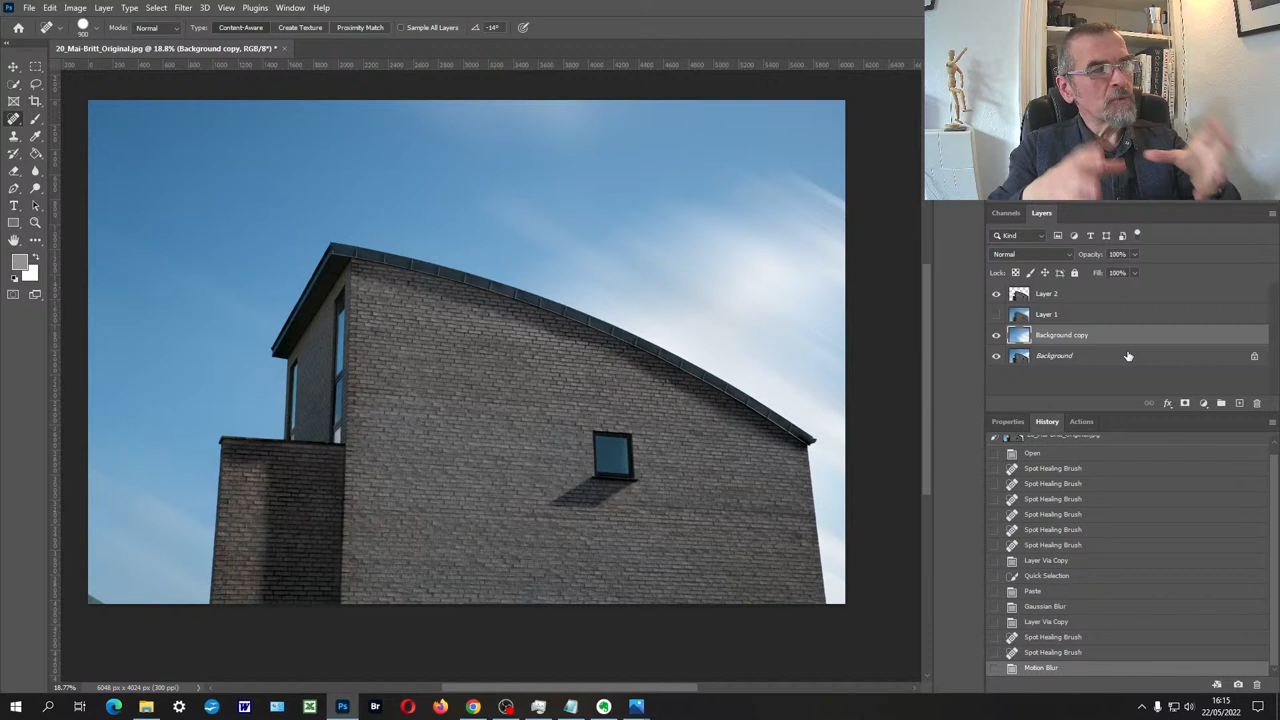 File Edit Image Layer Type Select Filter 3D View Plugins Window Help
900 Mode: Normal Type: Content-Aware Create Texture Proximity Match Sample All Layers -14°
20_Mai-Britt_Original.jpg @ 18.8% (Background copy, RGB/8*) * ×
WONDER
Channels Layers
Kind
Normal Opacity: 100%
Lock: Fill: 100%
Layer 2
Layer 1
Background copy
Background
Properties History Actions
Open
Spot Healing Brush
Spot Healing Brush
Spot Healing Brush
Spot Healing Brush
Spot Healing Brush
Spot Healing Brush
Layer Via Copy
Quick Selection
Paste
Gaussian Blur
Layer Via Copy
Spot Healing Brush
Spot Healing Brush
Motion Blur
18.77% 6048 px x 4024 px (300 ppi)
16:15
22/05/2022